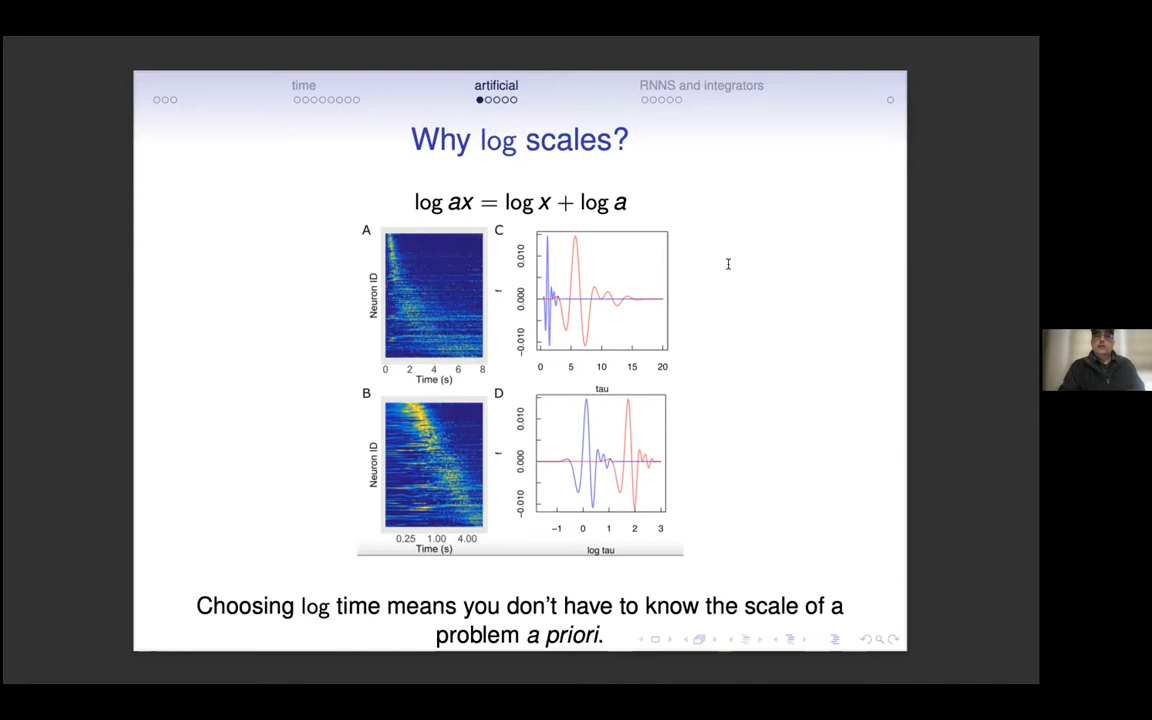 time artificial RNNS and integrators
Why log scales?
log ax = log x + log a
A
Neuron ID
0 2 4 6 8
Time (s)
C
f
0.010
0.000
−0.010
0 5 10 15 20
tau
B
Neuron ID
0.25 1.00 4.00
Time (s)
D
f
0.010
0.000
−0.010
−1 0 1 2 3
log tau
Choosing log time means you don't have to know the scale of a
problem a priori.